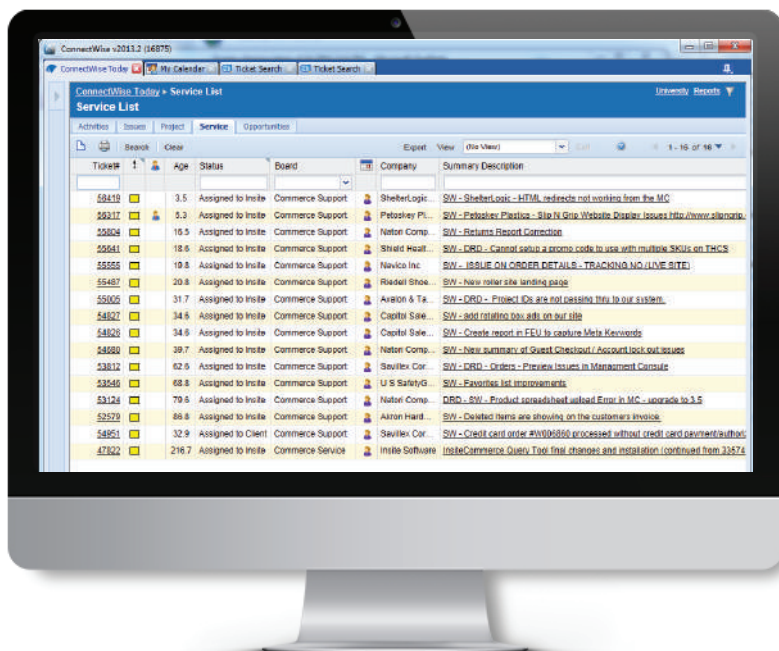 ConnectWise v2013.2 (16875)
ConnectWise Today My Calendar Ticket Search Ticket Search
ConnectWise Today ▸ Service List University Reports
Service List
Activities Issues Project Service Opportunities
Search Clear Export View (No View) 1 - 16 of 16
Ticket# ! Age Status Board Company Summary Description
58419 3.5 Assigned to Insite Commerce Support ShelterLogic... SW - ShelterLogic - HTML redirects not working from the MC
56317 5.3 Assigned to Insite Commerce Support Petoskey Pl... SW - Petoskey Plastics - Slip N Grip Website Display Issues http://www.slipngrip.
55804 16.5 Assigned to Insite Commerce Support Natori Comp... SW - Returns Report Correction
55641 18.6 Assigned to Insite Commerce Support Shield Healt... SW - DRD - Cannot setup a promo code to use with multiple SKUs on THCS
55555 19.8 Assigned to Insite Commerce Support Navico Inc SW - ISSUE ON ORDER DETAILS - TRACKING NO (LIVE SITE)
55487 20.8 Assigned to Insite Commerce Support Riedell Shoe... SW - New roller site landing page
55005 31.7 Assigned to Insite Commerce Support Avalon & Ta... SW - DRD - Project IDs are not passing thru to our system.
54827 34.6 Assigned to Insite Commerce Support Capitol Sale... SW - add rotating box ads on our site
54826 34.6 Assigned to Insite Commerce Support Capitol Sale... SW - Create report in FEU to capture Meta Keywords
54680 39.7 Assigned to Insite Commerce Support Natori Comp... SW - New summary of Guest Checkout / Account lock out issues
53812 62.6 Assigned to Insite Commerce Support Savillex Cor... SW - DRD - Orders - Preview Issues in Managment Console
53546 68.8 Assigned to Insite Commerce Support U S SafetyG... SW - Favorites list improvements
53124 79.6 Assigned to Insite Commerce Support Natori Comp... DRD - SW - Product spreadsheet upload Error in MC - upgrade to 3.5
52579 86.8 Assigned to Insite Commerce Support Akron Hard... SW - Deleted items are showing on the customers invoice.
54951 32.9 Assigned to Client Commerce Support Savillex Cor... SW - Credit card order #W006860 processed without credit card payment/authori
47822 216.7 Assigned to Insite Commerce Service Insite Software InsiteCommerce Query Tool final changes and installation (continued from 33574